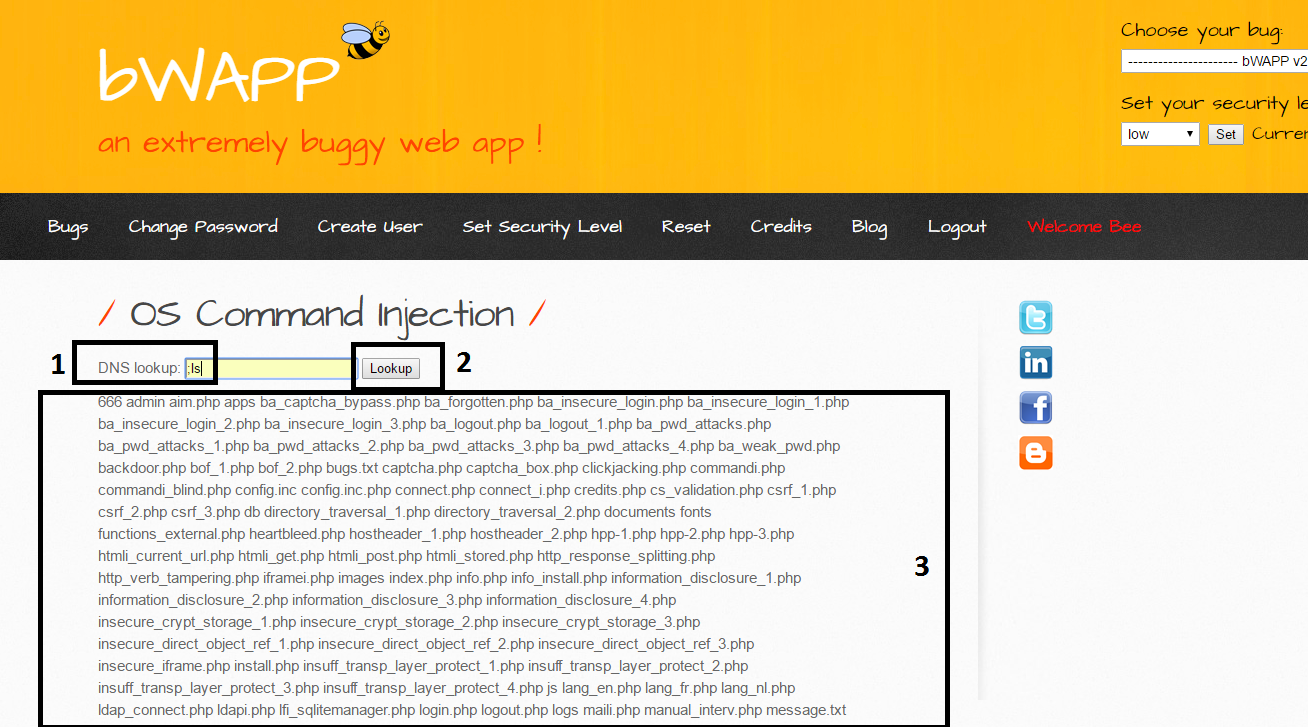 bWAPP
an extremely buggy web app !
Choose your bug:
---------------------- bWAPP v2
Set your security le
low Set Curren
Bugs Change Password Create User Set Security Level Reset Credits Blog Logout Welcome Bee
/ OS Command Injection /
1 DNS lookup: ;ls Lookup 2
666 admin aim.php apps ba_captcha_bypass.php ba_forgotten.php ba_insecure_login.php ba_insecure_login_1.php
ba_insecure_login_2.php ba_insecure_login_3.php ba_logout.php ba_logout_1.php ba_pwd_attacks.php
ba_pwd_attacks_1.php ba_pwd_attacks_2.php ba_pwd_attacks_3.php ba_pwd_attacks_4.php ba_weak_pwd.php
backdoor.php bof_1.php bof_2.php bugs.txt captcha.php captcha_box.php clickjacking.php commandi.php
commandi_blind.php config.inc config.inc.php connect.php connect_i.php credits.php cs_validation.php csrf_1.php
csrf_2.php csrf_3.php db directory_traversal_1.php directory_traversal_2.php documents fonts
functions_external.php heartbleed.php hostheader_1.php hostheader_2.php hpp-1.php hpp-2.php hpp-3.php
htmli_current_url.php htmli_get.php htmli_post.php htmli_stored.php http_response_splitting.php
http_verb_tampering.php iframei.php images index.php info.php info_install.php information_disclosure_1.php
information_disclosure_2.php information_disclosure_3.php information_disclosure_4.php
insecure_crypt_storage_1.php insecure_crypt_storage_2.php insecure_crypt_storage_3.php
insecure_direct_object_ref_1.php insecure_direct_object_ref_2.php insecure_direct_object_ref_3.php
insecure_iframe.php install.php insuff_transp_layer_protect_1.php insuff_transp_layer_protect_2.php
insuff_transp_layer_protect_3.php insuff_transp_layer_protect_4.php js lang_en.php lang_fr.php lang_nl.php
ldap_connect.php ldapi.php lfi_sqlitemanager.php login.php logout.php logs maili.php manual_interv.php message.txt
3